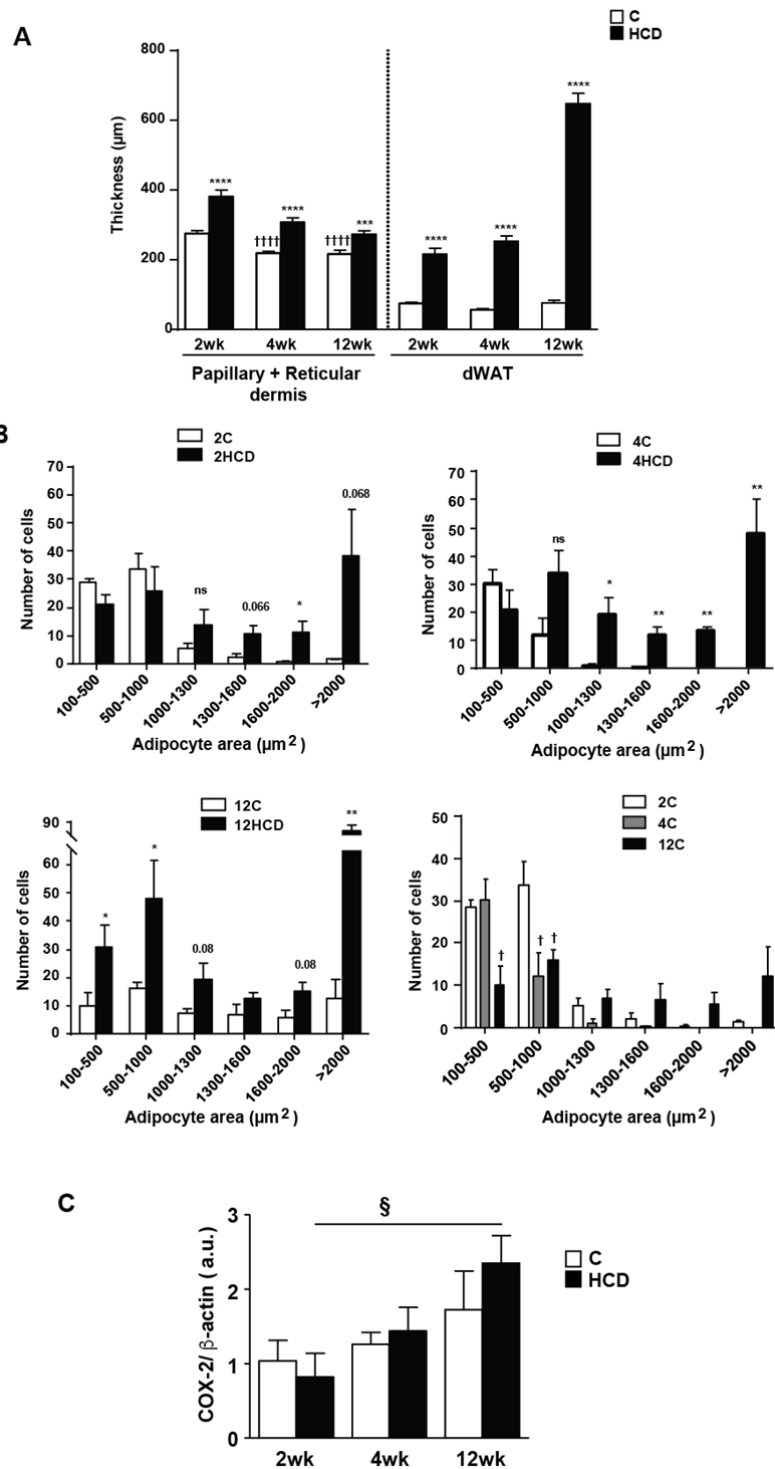 A
C
HCD
Thickness (µm)
800
600
400
200
0
**** **** *** **** **** ****
†††† ††††
2wk 4wk 12wk 2wk 4wk 12wk
Papillary + Reticular
dermis
dWAT
B
2C
2HCD
Number of cells
70
60
50
40
30
20
10
0
ns 0.066 * 0.068
100-500 500-1000 1000-1300 1300-1600 1600-2000 >2000
Adipocyte area (µm²)
4C
4HCD
Number of cells
70
60
50
40
30
20
10
0
ns * ** ** **
100-500 500-1000 1000-1300 1300-1600 1600-2000 >2000
Adipocyte area (µm²)
12C
12HCD
Number of cells
90
60
50
40
30
20
10
0
* * 0.08 0.08 **
100-500 500-1000 1000-1300 1300-1600 1600-2000 >2000
Adipocyte area (µm²)
2C
4C
12C
Number of cells
50
40
30
20
10
0
† † †
100-500 500-1000 1000-1300 1300-1600 1600-2000 >2000
Adipocyte area (µm²)
C
COX-2/ β-actin ( a.u.)
3
2
1
0
§
C
HCD
2wk 4wk 12wk